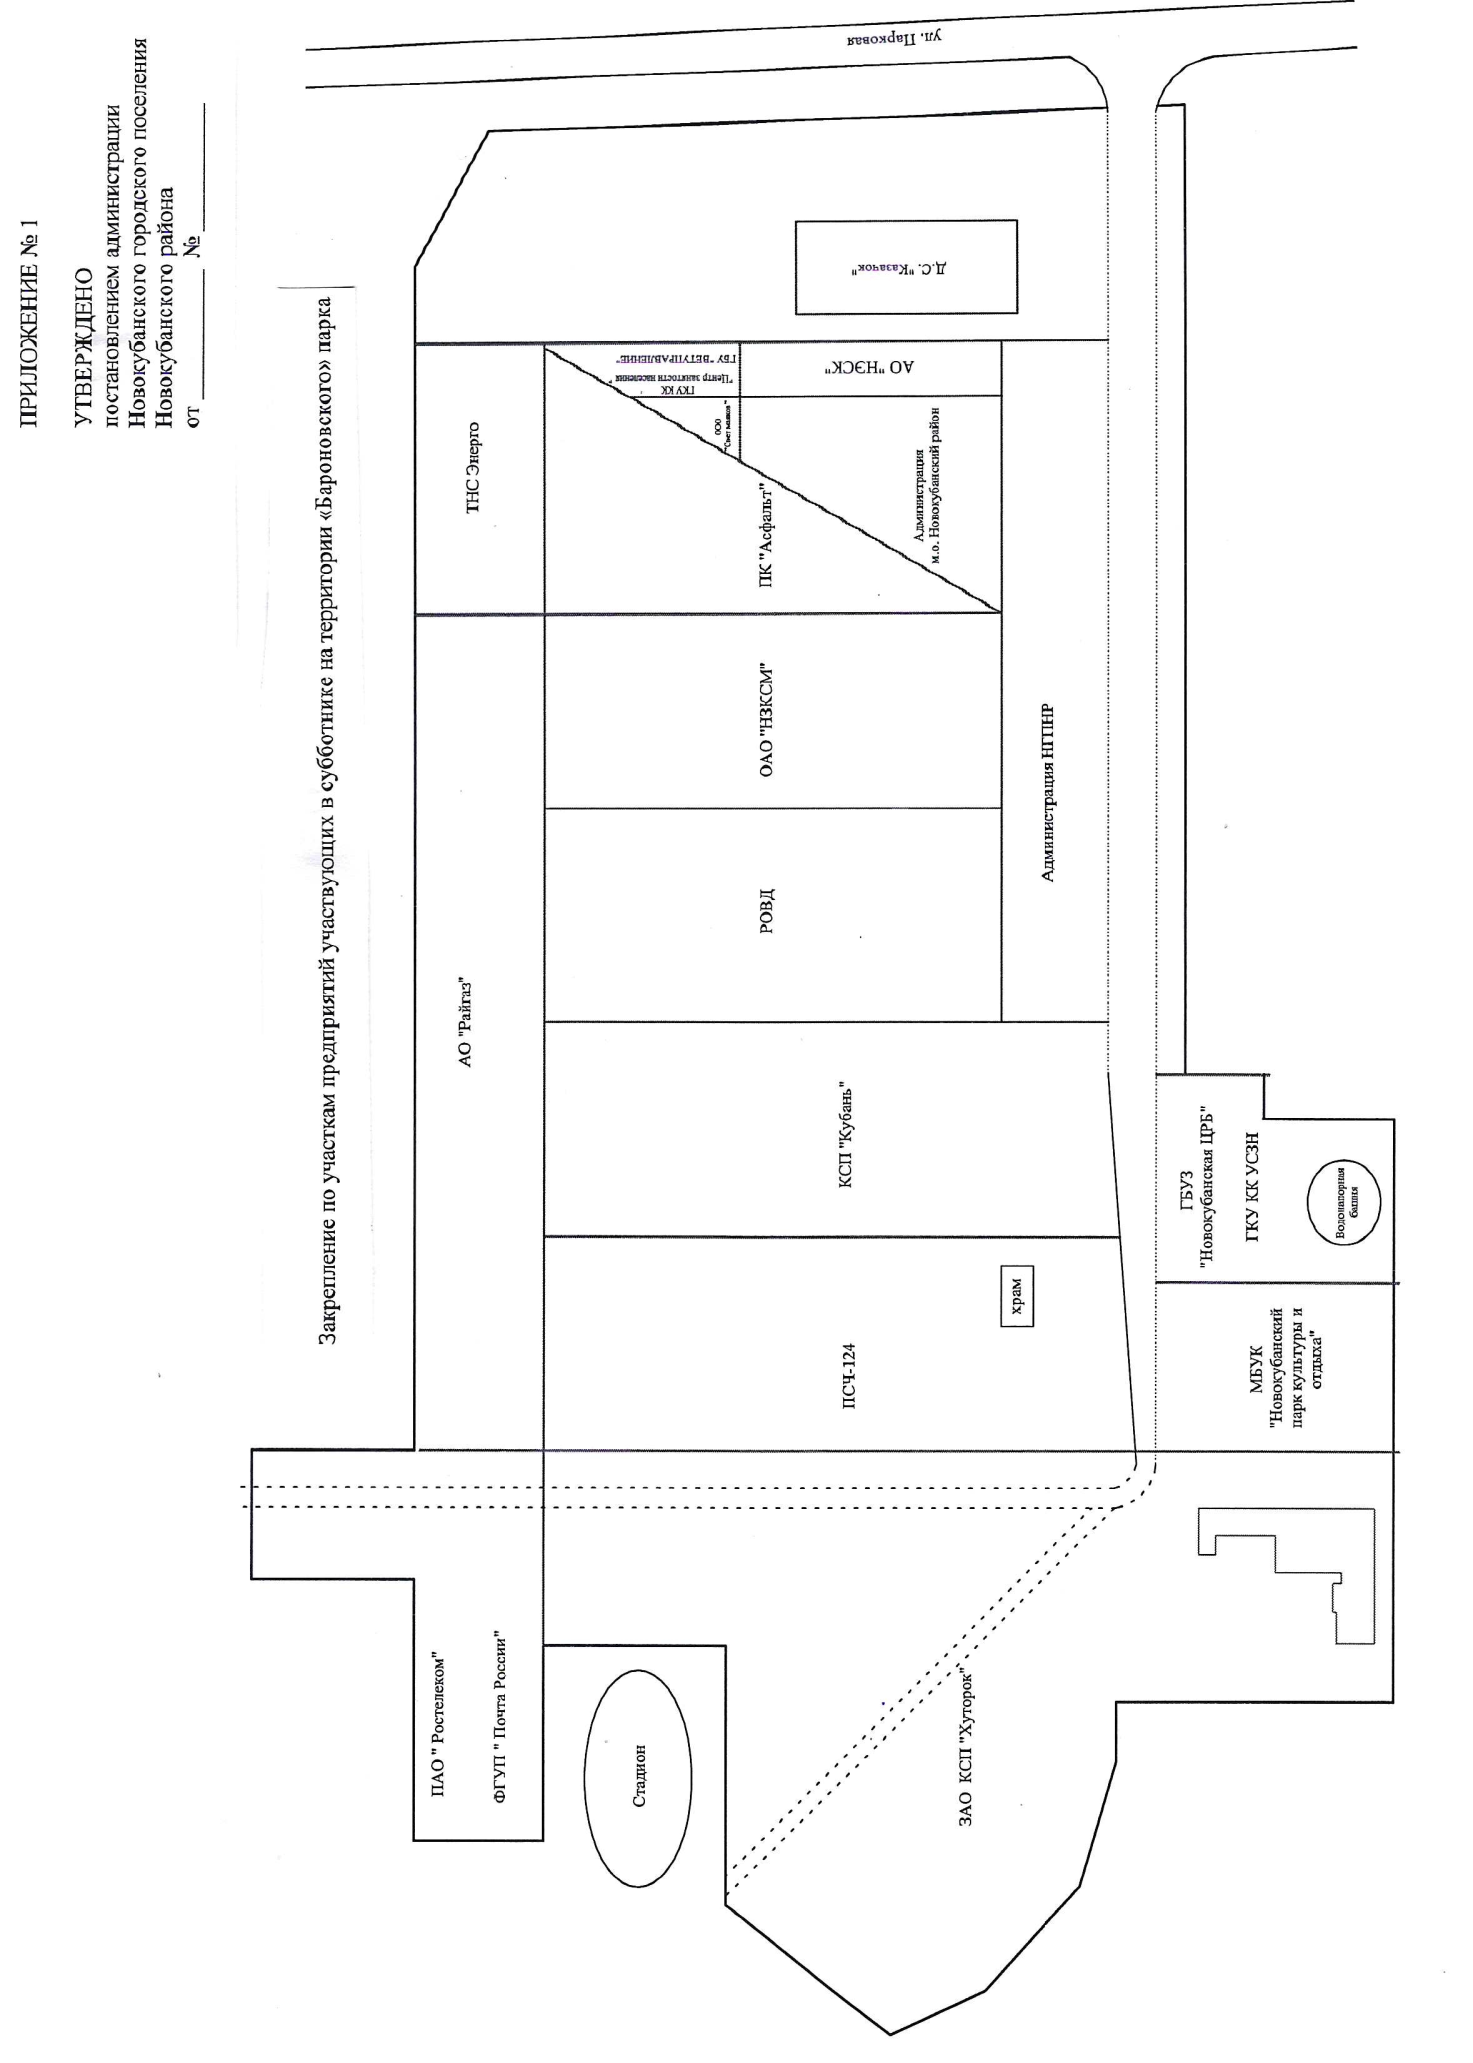 ПРИЛОЖЕНИЕ № 1
УТВЕРЖДЕНО
постановлением администрации
Новокубанского городского поселения
Новокубанского района
от __________ № __________
Закрепление по участкам предприятий участвующих в субботнике на территории «Бароновского» парка
ПАО " Ростелеком"
ФГУП " Почта России"
АО "Райгаз"
ТНС Энерго
Стадион
ЗАО КСП "Хуторок"
ПСЧ-124
храм
КСП "Кубань"
РОВД
ОАО "НЗКСМ"
ПК "Асфальт"
ООО
ГКУ КК
"Центр занятости населения "
ГБУ "ВЕТУПРАВЛЕНИЕ"
АО "НЭСК"
Администрация
м.о. Новокубанский район
Администрация НГПНР
Д.С. "Казачок"
ул. Парковая
МБУК
"Новокубанский
парк культуры и
отдыха"
ГБУЗ
"Новокубанская ЦРБ"
ГКУ КК УСЗН
Водонапорная
башня